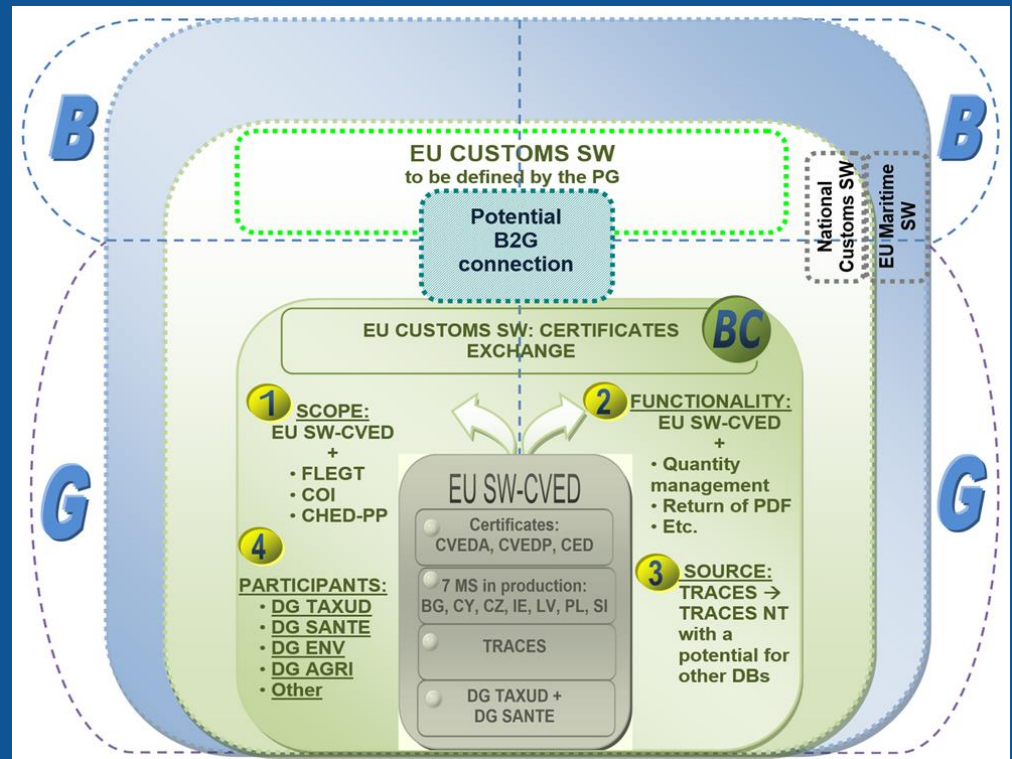 B
B
EU CUSTOMS SW
to be defined by the PG
Potential
B2G
connection
National
Customs SW
EU Maritime
SW
EU CUSTOMS SW: CERTIFICATES
EXCHANGE
BC
1
SCOPE:
EU SW-CVED
+
• FLEGT
• COI
• CHED-PP
2
FUNCTIONALITY:
EU SW-CVED
+
• Quantity
management
• Return of PDF
• Etc.
G
G
EU SW-CVED
Certificates:
CVEDA, CVEDP, CED
7 MS in production:
BG, CY, CZ, IE, LV, PL, SI
TRACES
DG TAXUD +
DG SANTE
4
PARTICIPANTS:
• DG TAXUD
• DG SANTE
• DG ENV
• DG AGRI
• Other
3
SOURCE:
TRACES →
TRACES NT
with a
potential for
other DBs